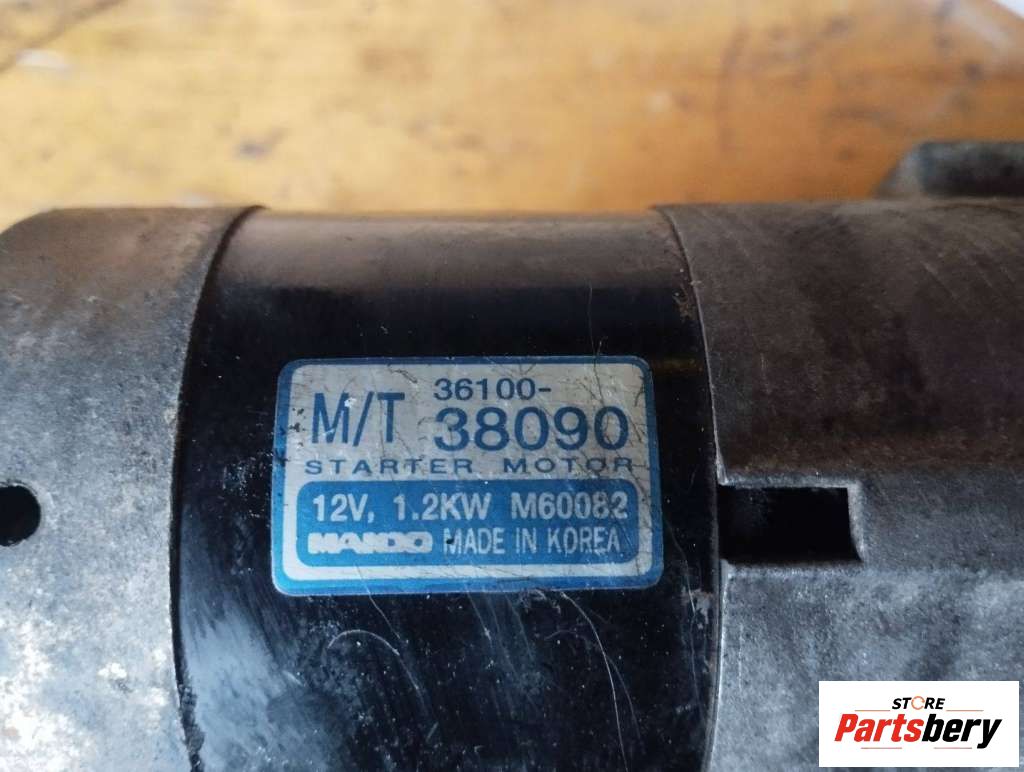 36100-
M/T 38090
STARTER MOTOR
12V, 1.2KW M60082
MANDO MADE IN KOREA
STORE
Partsbery